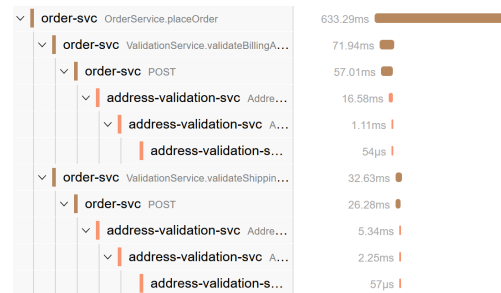 order-svc OrderService.placeOrder 633.29ms
order-svc ValidationService.validateBillingA... 71.94ms
order-svc POST 57.01ms
address-validation-svc Addre... 16.58ms
address-validation-svc A... 1.11ms
address-validation-s... 54µs
order-svc ValidationService.validateShippin... 32.63ms
order-svc POST 26.28ms
address-validation-svc Addre... 5.34ms
address-validation-svc A... 2.25ms
address-validation-s... 57µs